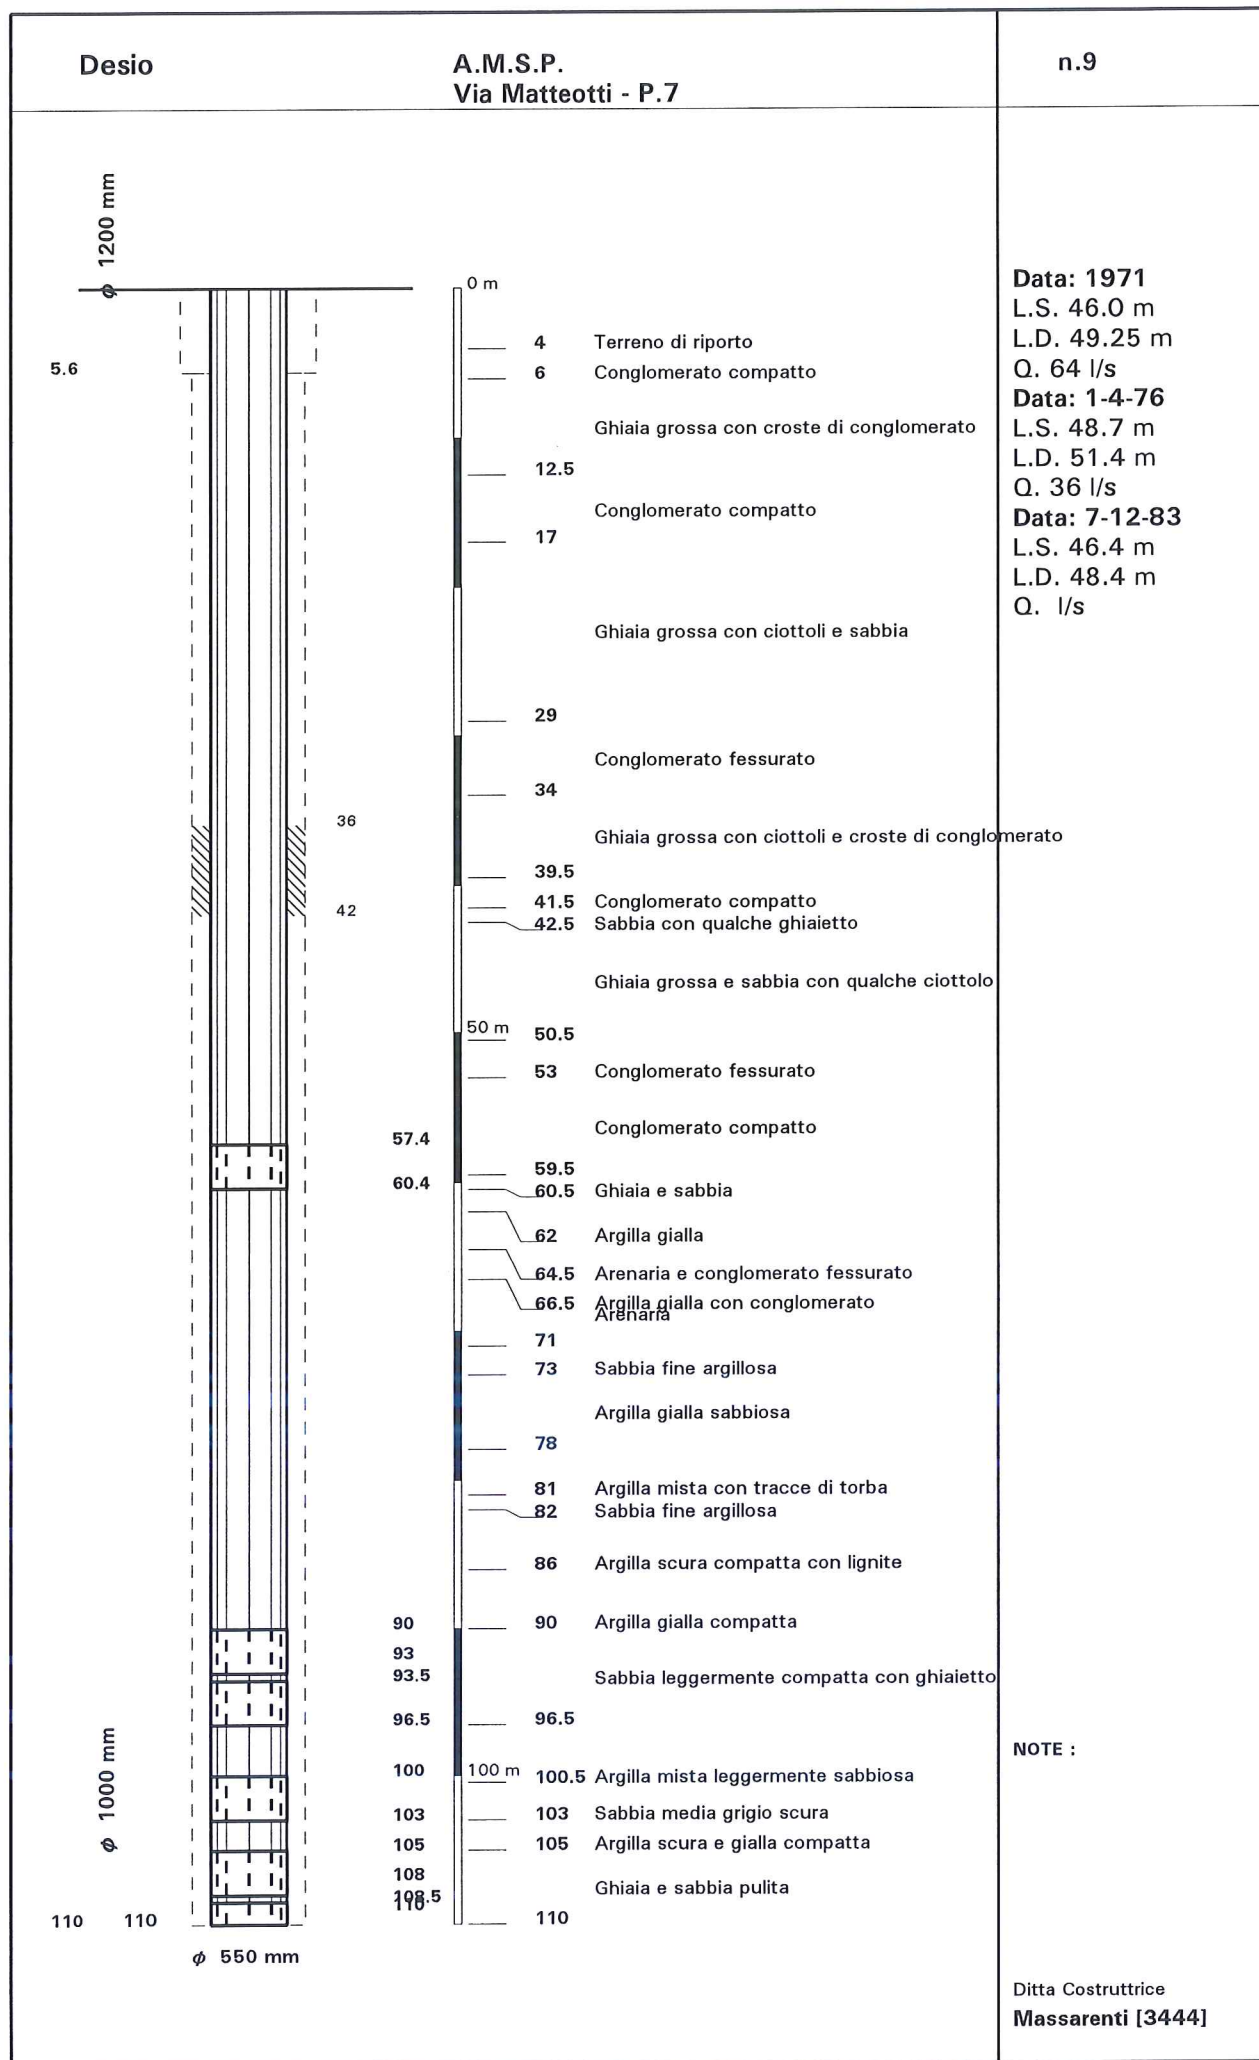 Desio
A.M.S.P.
Via Matteotti - P.7
n.9
φ 1200 mm
0 m
4 Terreno di riporto
5.6
6 Conglomerato compatto
Ghiaia grossa con croste di conglomerato
12.5
Conglomerato compatto
17
Ghiaia grossa con ciottoli e sabbia
29
Conglomerato fessurato
34
36
Ghiaia grossa con ciottoli e croste di conglomerato
39.5
41.5 Conglomerato compatto
42
42.5 Sabbia con qualche ghiaietto
Ghiaia grossa e sabbia con qualche ciottolo
50 m
50.5
53 Conglomerato fessurato
Conglomerato compatto
57.4
59.5
60.4
60.5 Ghiaia e sabbia
62 Argilla gialla
64.5 Arenaria e conglomerato fessurato
66.5 Argilla gialla con conglomerato
Arenaria
71
73 Sabbia fine argillosa
Argilla gialla sabbiosa
78
81 Argilla mista con tracce di torba
82 Sabbia fine argillosa
86 Argilla scura compatta con lignite
90
90 Argilla gialla compatta
93
93.5
Sabbia leggermente compatta con ghiaietto
96.5
96.5
100
100 m
100.5 Argilla mista leggermente sabbiosa
φ 1000 mm
103
103 Sabbia media grigio scura
105
105 Argilla scura e gialla compatta
108
Ghiaia e sabbia pulita
108.5
110
110 110
110
φ 550 mm
Data: 1971
L.S. 46.0 m
L.D. 49.25 m
Q. 64 l/s
Data: 1-4-76
L.S. 48.7 m
L.D. 51.4 m
Q. 36 l/s
Data: 7-12-83
L.S. 46.4 m
L.D. 48.4 m
Q. l/s
NOTE :
Ditta Costruttrice
Massarenti [3444]